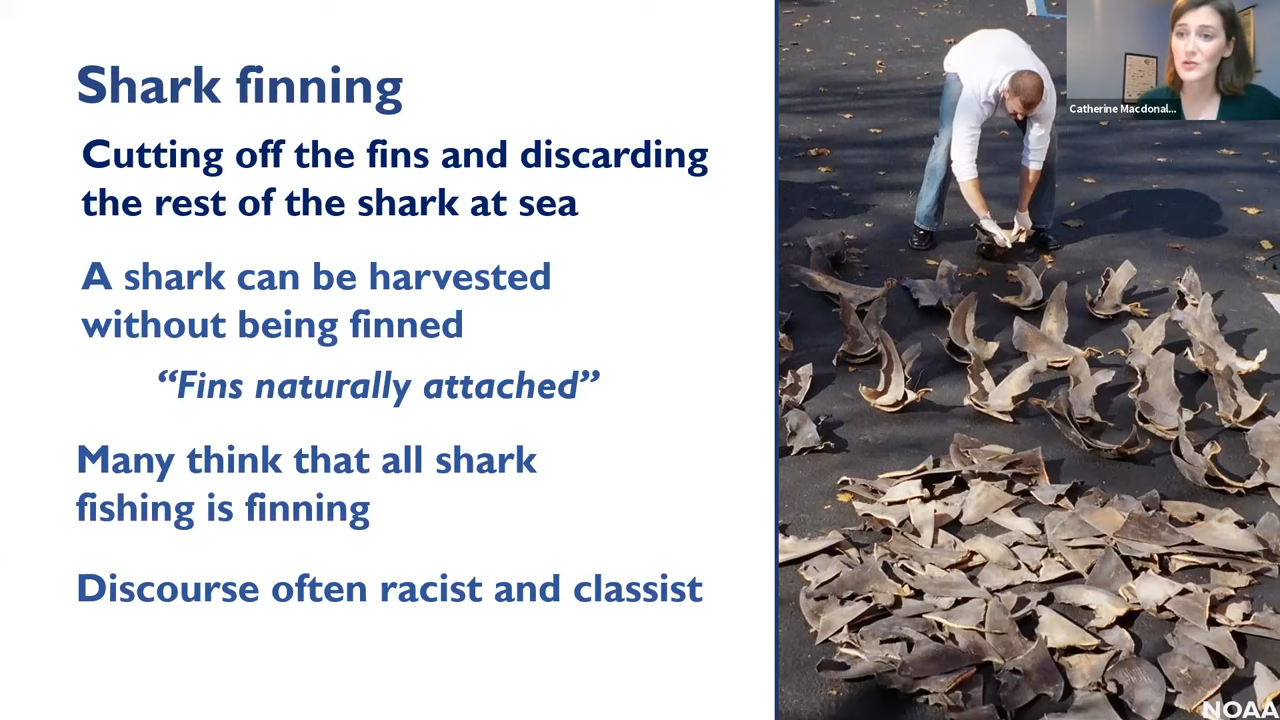 Shark finning
Cutting off the fins and discarding
the rest of the shark at sea
A shark can be harvested
without being finned
“Fins naturally attached”
Many think that all shark
fishing is finning
Discourse often racist and classist
Catherine Macdonal...
NOAA